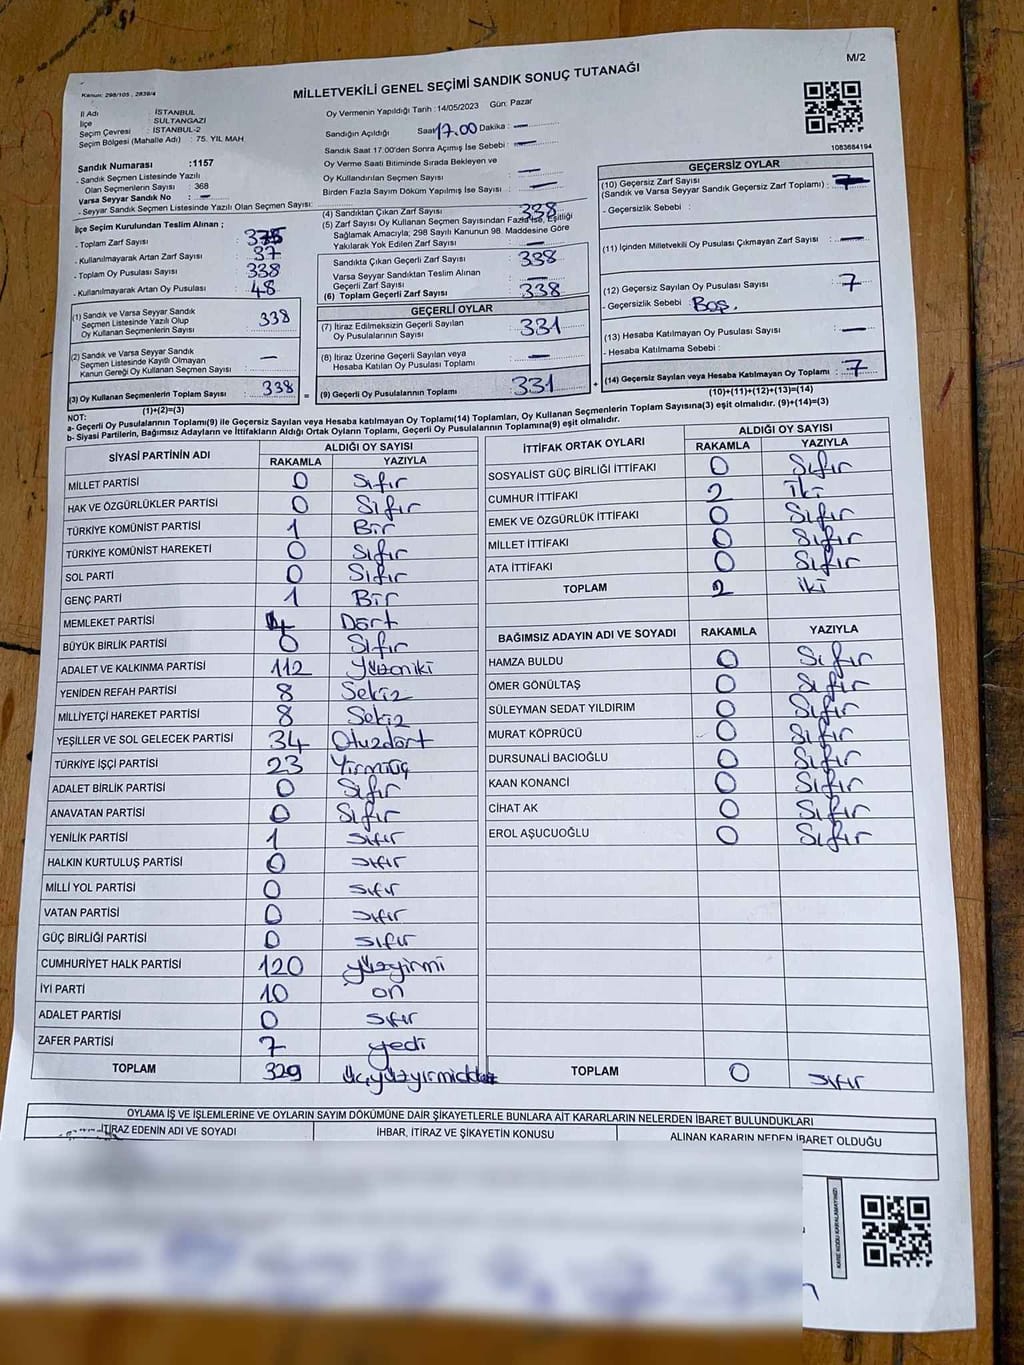 M/2
Kanun: 298/105 , 2839/4
MİLLETVEKİLİ GENEL SEÇİMİ SANDIK SONUÇ TUTANAĞI
İl Adı : İSTANBUL
İlçe : SULTANGAZİ
Seçim Çevresi : İSTANBUL-2
Seçim Bölgesi (Mahalle Adı) : 75. YIL MAH
Sandık Numarası :1157
- Sandık Seçmen Listesinde Yazılı
Olan Seçmenlerin Sayısı : 368
Varsa Seyyar Sandık No : —
- Seyyar Sandık Seçmen Listesinde Yazılı Olan Seçmen Sayısı:
Oy Vermenin Yapıldığı Tarih :14/05/2023 Gün: Pazar
Sandığın Açıldığı Saat 17.00 Dakika : —
Sandık Saat 17.00'den Sonra Açımış İse Sebebi : —
Oy Verme Saati Bitiminde Sırada Bekleyen ve
Oy Kullandırılan Seçmen Sayısı : —
Birden Fazla Sayım Döküm Yapılmış İse Sayısı : —
1083684194
İlçe Seçim Kurulundan Teslim Alınan ;
- Toplam Zarf Sayısı : 375
- Kullanılmayarak Artan Zarf Sayısı : 37
- Toplam Oy Pusulası Sayısı : 338
- Kullanılmayarak Artan Oy Pusulası : 48
(1) Sandık ve Varsa Seyyar Sandık
Seçmen Listesinde Yazılı Olup
Oy Kullanan Seçmenlerin Sayısı : 338
(2) Sandık ve Varsa Seyyar Sandık
Seçmen Listesinde Kayıtlı Olmayan
Kanun Gereği Oy Kullanan Seçmen Sayısı : —
(3) Oy Kullanan Seçmenlerin Toplam Sayısı : 338
(1)+(2)=(3)
(4) Sandıktan Çıkan Zarf Sayısı : 338
(5) Zarf Sayısı Oy Kullanan Seçmen Sayısından Fazla ise, Eşitliği
Sağlamak Amacıyla; 298 Sayılı Kanunun 98. Maddesine Göre
Yakılarak Yok Edilen Zarf Sayısı : —
Sandıkta Çıkan Geçerli Zarf Sayısı : 338
Varsa Seyyar Sandıktan Teslim Alınan
Geçerli Zarf Sayısı : —
(6) Toplam Geçerli Zarf Sayısı : 338
GEÇERLİ OYLAR
(7) İtiraz Edilmeksizin Geçerli Sayılan
Oy Pusulalarının Sayısı : 331
(8) İtiraz Üzerine Geçerli Sayılan veya
Hesaba Katılan Oy Pusulası Toplamı : —
(9) Geçerli Oy Pusulalarının Toplamı : 331
GEÇERSİZ OYLAR
(10) Geçersiz Zarf Sayısı
(Sandık ve Varsa Seyyar Sandık Geçersiz Zarf Toplamı) :
- Geçersizlik Sebebi :
(11) İçinden Milletvekili Oy Pusulası Çıkmayan Zarf Sayısı : —
(12) Geçersiz Sayılan Oy Pusulası Sayısı : 7
- Geçersizlik Sebebi : Boş.
(13) Hesaba Katılmayan Oy Pusulası Sayısı : —
- Hesaba Katılmama Sebebi :
(14) Geçersiz Sayılan veya Hesaba Katılmayan Oy Toplamı : 7
(10)+(11)+(12)+(13)=(14)
NOT:
a- Geçerli Oy Pusulalarının Toplamı(9) ile Geçersiz Sayılan veya Hesaba katılmayan Oy Toplamı(14) Toplamları, Oy Kullanan Seçmenlerin Toplam Sayısına(3) eşit olmalıdır. (9)+(14)=(3)
b- Siyasi Partilerin, Bağımsız Adayların ve İttifakların Aldığı Ortak Oyların Toplamı, Geçerli Oy Pusulalarının Toplamına(9) eşit olmalıdır.
SİYASİ PARTİNİN ADI ALDIĞI OY SAYISI
RAKAMLA YAZIYLA
MİLLET PARTİSİ 0 Sıfır
HAK VE ÖZGÜRLÜKLER PARTİSİ 0 Sıfır
TÜRKİYE KOMÜNİST PARTİSİ 1 Bir
TÜRKİYE KOMÜNİST HAREKETİ 0 Sıfır
SOL PARTİ 0 Sıfır
GENÇ PARTİ 1 Bir
MEMLEKET PARTİSİ 4 Dört
BÜYÜK BİRLİK PARTİSİ 0 Sıfır
ADALET VE KALKINMA PARTİSİ 112 Yüzoniki
YENİDEN REFAH PARTİSİ 8 Sekiz
MİLLİYETÇİ HAREKET PARTİSİ 8 Sekiz
YEŞİLLER VE SOL GELECEK PARTİSİ 34 Otuzdört
TÜRKİYE İŞÇİ PARTİSİ 23 Yirmiüç
ADALET BİRLİK PARTİSİ 0 Sıfır
ANAVATAN PARTİSİ 0 Sıfır
YENİLİK PARTİSİ 1 sıfır
HALKIN KURTULUŞ PARTİSİ 0 sıfır
MİLLİ YOL PARTİSİ 0 sıfır
VATAN PARTİSİ 0 sıfır
GÜÇ BİRLİĞİ PARTİSİ 0 sıfır
CUMHURİYET HALK PARTİSİ 120 yüzyirmi
İYİ PARTİ 10 on
ADALET PARTİSİ 0 sıfır
ZAFER PARTİSİ 7 yedi
TOPLAM 329
İTTİFAK ORTAK OYLARI ALDIĞI OY SAYISI
RAKAMLA YAZIYLA
SOSYALİST GÜÇ BİRLİĞİ İTTİFAKI 0 Sıfır
CUMHUR İTTİFAKI 2 İki
EMEK VE ÖZGÜRLÜK İTTİFAKI 0 Sıfır
MİLLET İTTİFAKI 0 Sıfır
ATA İTTİFAKI 0 Sıfır
TOPLAM 2 iki
BAĞIMSIZ ADAYIN ADI VE SOYADI RAKAMLA YAZIYLA
HAMZA BULDU 0 Sıfır
ÖMER GÖNÜLTAŞ 0 Sıfır
SÜLEYMAN SEDAT YILDIRIM 0 Sıfır
MURAT KÖPRÜCÜ 0 Sıfır
DURSUNALİ BACIOĞLU 0 Sıfır
KAAN KONANCİ 0 Sıfır
CİHAT AK 0 Sıfır
EROL AŞUCUOĞLU 0 Sıfır
TOPLAM 0 sıfır
OYLAMA İŞ VE İŞLEMLERİNE VE OYLARIN SAYIM DÖKÜMÜNE DAİR ŞİKAYETLERLE BUNLARA AİT KARARLARIN NELERDEN İBARET BULUNDUKLARI
İTİRAZ EDENİN ADI VE SOYADI İHBAR, İTİRAZ VE ŞİKAYETİN KONUSU ALINAN KARARIN NEDEN İBARET OLDUĞU
KARE KODU KARALAMAYINIZ!